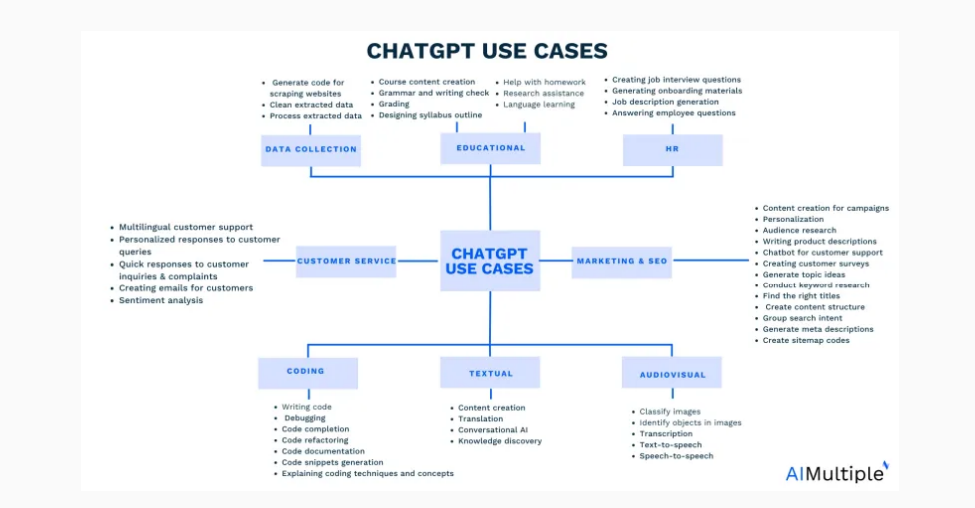 CHATGPT USE CASES
Generate code for
scraping websites
Clean extracted data
Process extracted data
Course content creation
Grammar and writing check
Grading
Designing syllabus outline
Help with homework
Research assistance
Language learning
Creating job interview questions
Generating onboarding materials
Job description generation
Answering employee questions
DATA COLLECTION
EDUCATIONAL
HR
Multilingual customer support
Personalized responses to customer
queries
Quick responses to customer
inquiries & complaints
Creating emails for customers
Sentiment analysis
CUSTOMER SERVICE
CHATGPT
USE CASES
MARKETING & SEO
Content creation for campaigns
Personalization
Audience research
Writing product descriptions
Chatbot for customer support
Creating customer surveys
Generate topic ideas
Conduct keyword research
Find the right titles
Create content structure
Group search intent
Generate meta descriptions
Create sitemap codes
CODING
TEXTUAL
AUDIOVISUAL
Writing code
Debugging
Code completion
Code refactoring
Code documentation
Code snippets generation
Explaining coding techniques and concepts
Content creation
Translation
Conversational AI
Knowledge discovery
Classify images
Identify objects in images
Transcription
Text-to-speech
Speech-to-speech
AIMultiple